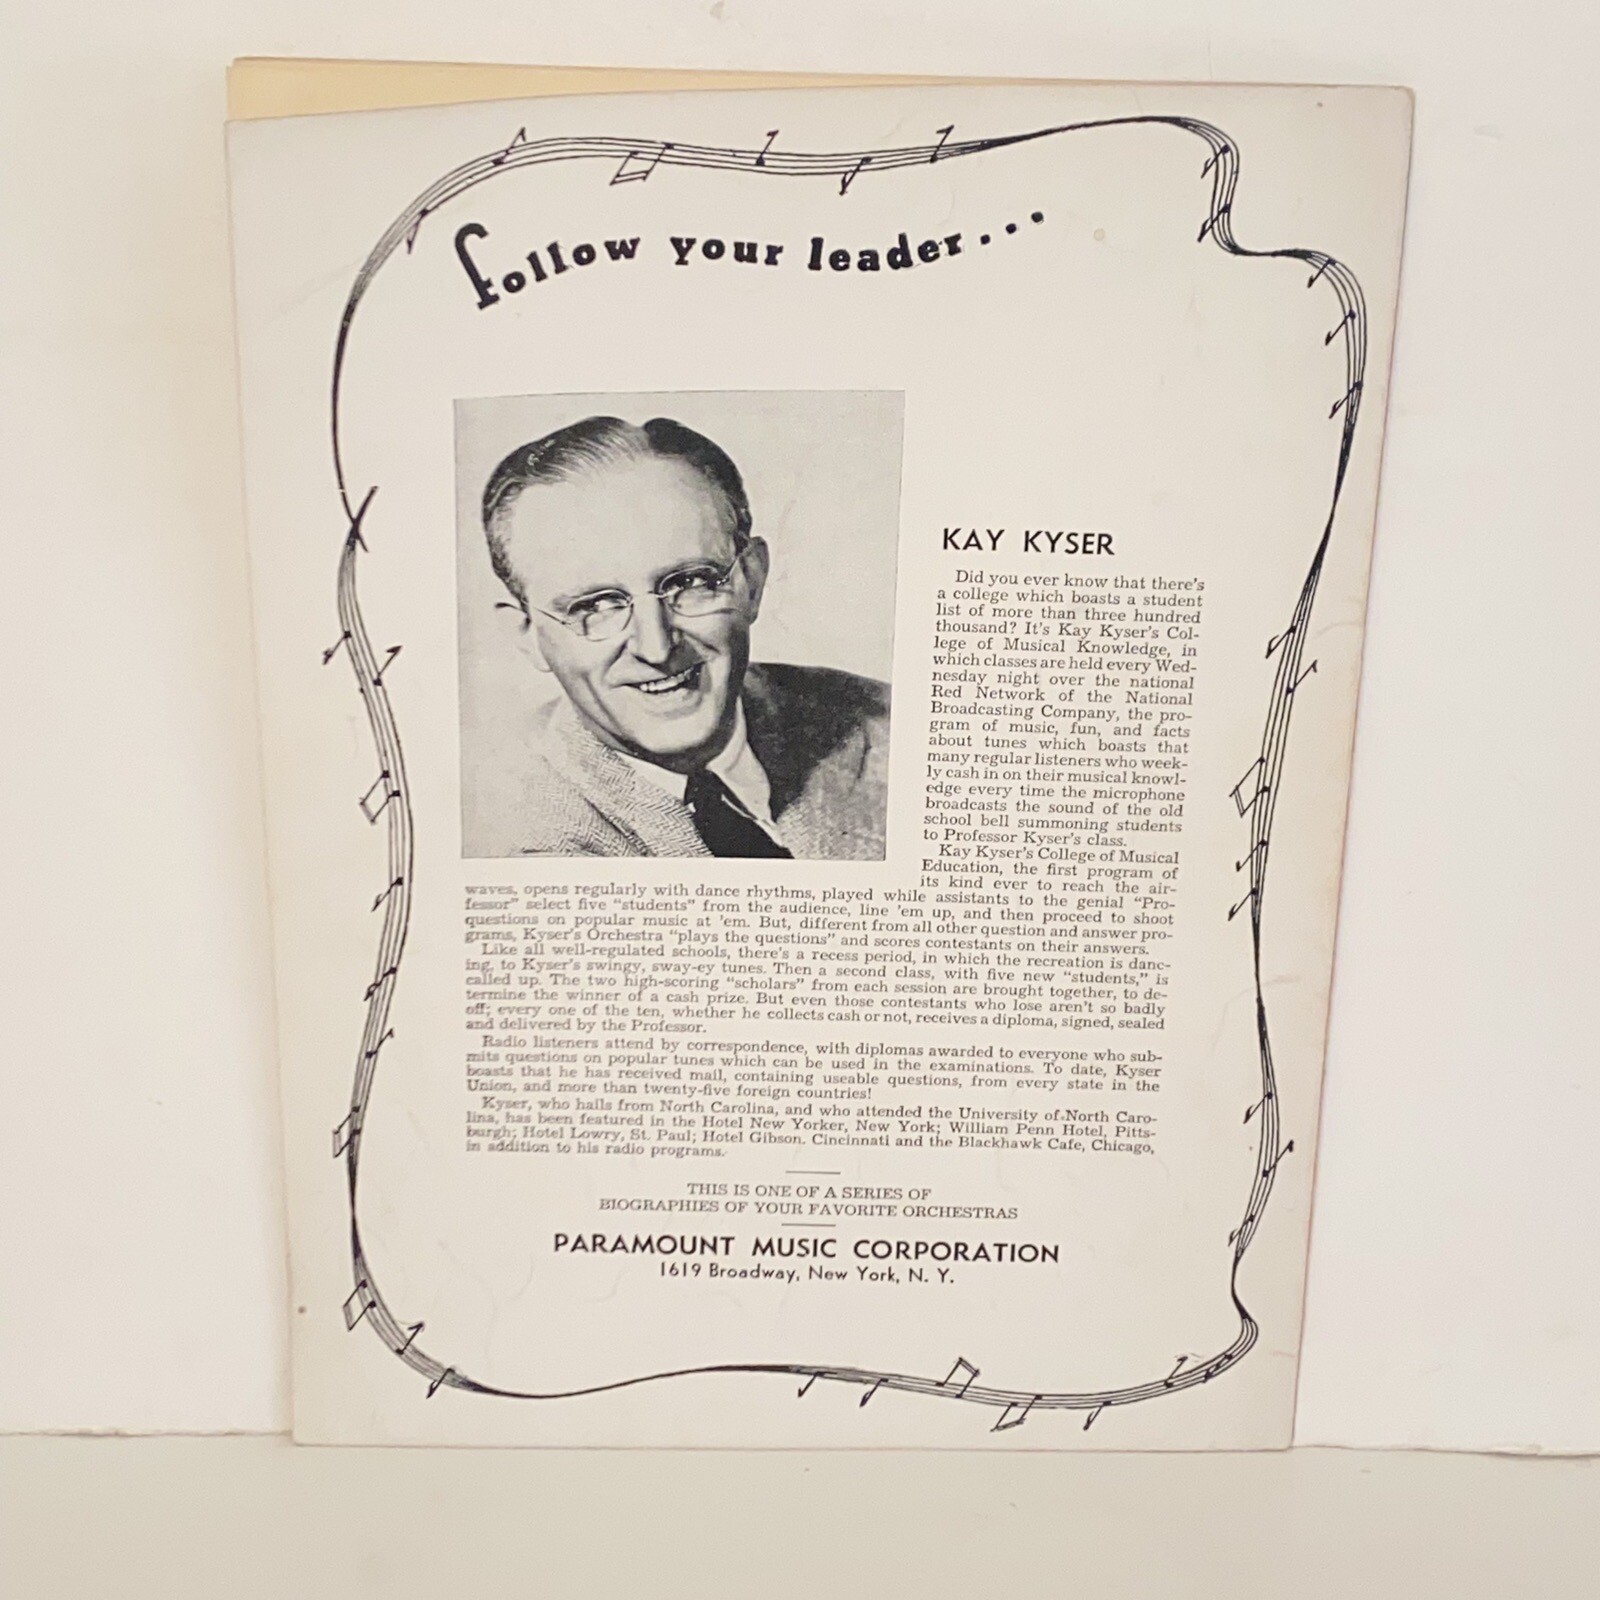 follow your leader...
KAY KYSER
Did you ever know that there's
a college which boasts a student
list of more than three hundred
thousand? It's Kay Kyser's Col-
lege of Musical Knowledge, in
which classes are held every Wed-
nesday night over the national
Red Network of the National
Broadcasting Company, the pro-
gram of music, fun, and facts
about tunes which boasts that
many regular listeners who week-
ly cash in on their musical knowl-
edge every time the microphone
broadcasts the sound of the old
school bell summoning students
to Professor Kyser's class.
Kay Kyser's College of Musical
Education, the first program of
its kind ever to reach the air-
waves, opens regularly with dance rhythms, played while assistants to the genial "Pro-
fessor" select five "students" from the audience, line 'em up, and then proceed to shoot
questions on popular music at 'em. But, different from all other question and answer pro-
grams, Kyser's Orchestra "plays the questions" and scores contestants on their answers.
Like all well-regulated schools, there's a recess period, in which the recreation is danc-
ing, to Kyser's swingy, sway-ey tunes. Then a second class, with five new "students," is
called up. The two high-scoring "scholars" from each session are brought together, to de-
termine the winner of a cash prize. But even those contestants who lose aren't so badly
off; every one of the ten, whether he collects cash or not, receives a diploma, signed, sealed
and delivered by the Professor.
Radio listeners attend by correspondence, with diplomas awarded to everyone who sub-
mits questions on popular tunes which can be used in the examinations. To date, Kyser
boasts that he has received mail, containing useable questions, from every state in the
Union, and more than twenty-five foreign countries!
Kyser, who hails from North Carolina, and who attended the University of North Caro-
lina, has been featured in the Hotel New Yorker, New York; William Penn Hotel, Pitts-
burgh; Hotel Lowry, St. Paul; Hotel Gibson. Cincinnati and the Blackhawk Cafe, Chicago,
in addition to his radio programs.
THIS IS ONE OF A SERIES OF
BIOGRAPHIES OF YOUR FAVORITE ORCHESTRAS
PARAMOUNT MUSIC CORPORATION
1619 Broadway, New York, N. Y.